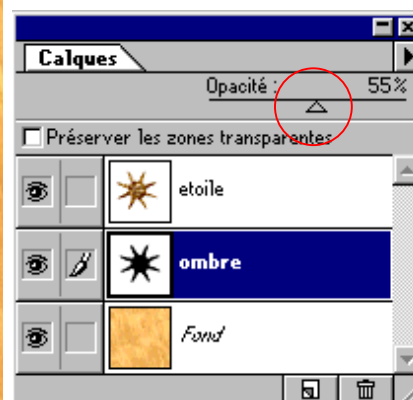 Calques
Opacité : 55%
Préserver les zones transparentes
etoile
ombre
Fond